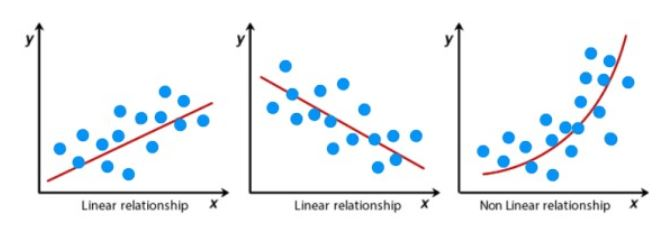 y
Linear relationship
x
y
Linear relationship
x
y
Non Linear relationship
x